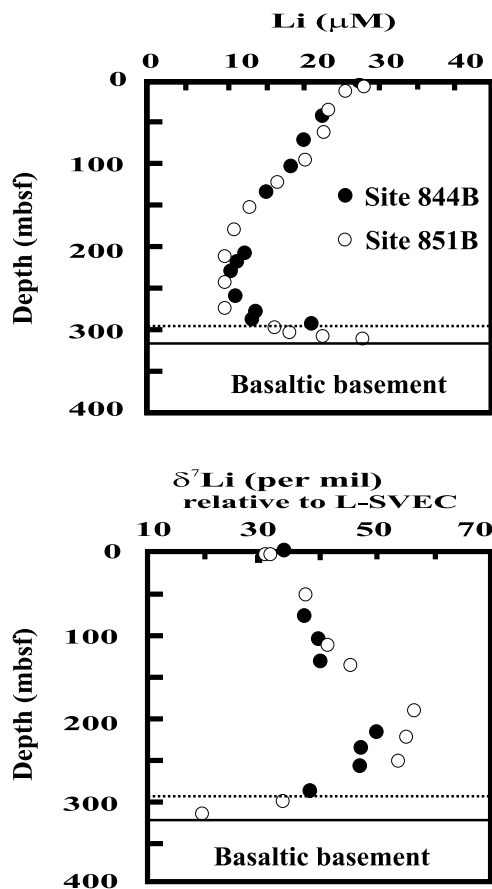 Li (μM)
0 10 20 30 40
0
100
200
300
400
Depth (mbsf)
Site 844B
Site 851B
Basaltic basement
δ⁷Li (per mil)
relative to L-SVEC
10 30 50 70
0
100
200
300
400
Depth (mbsf)
Basaltic basement